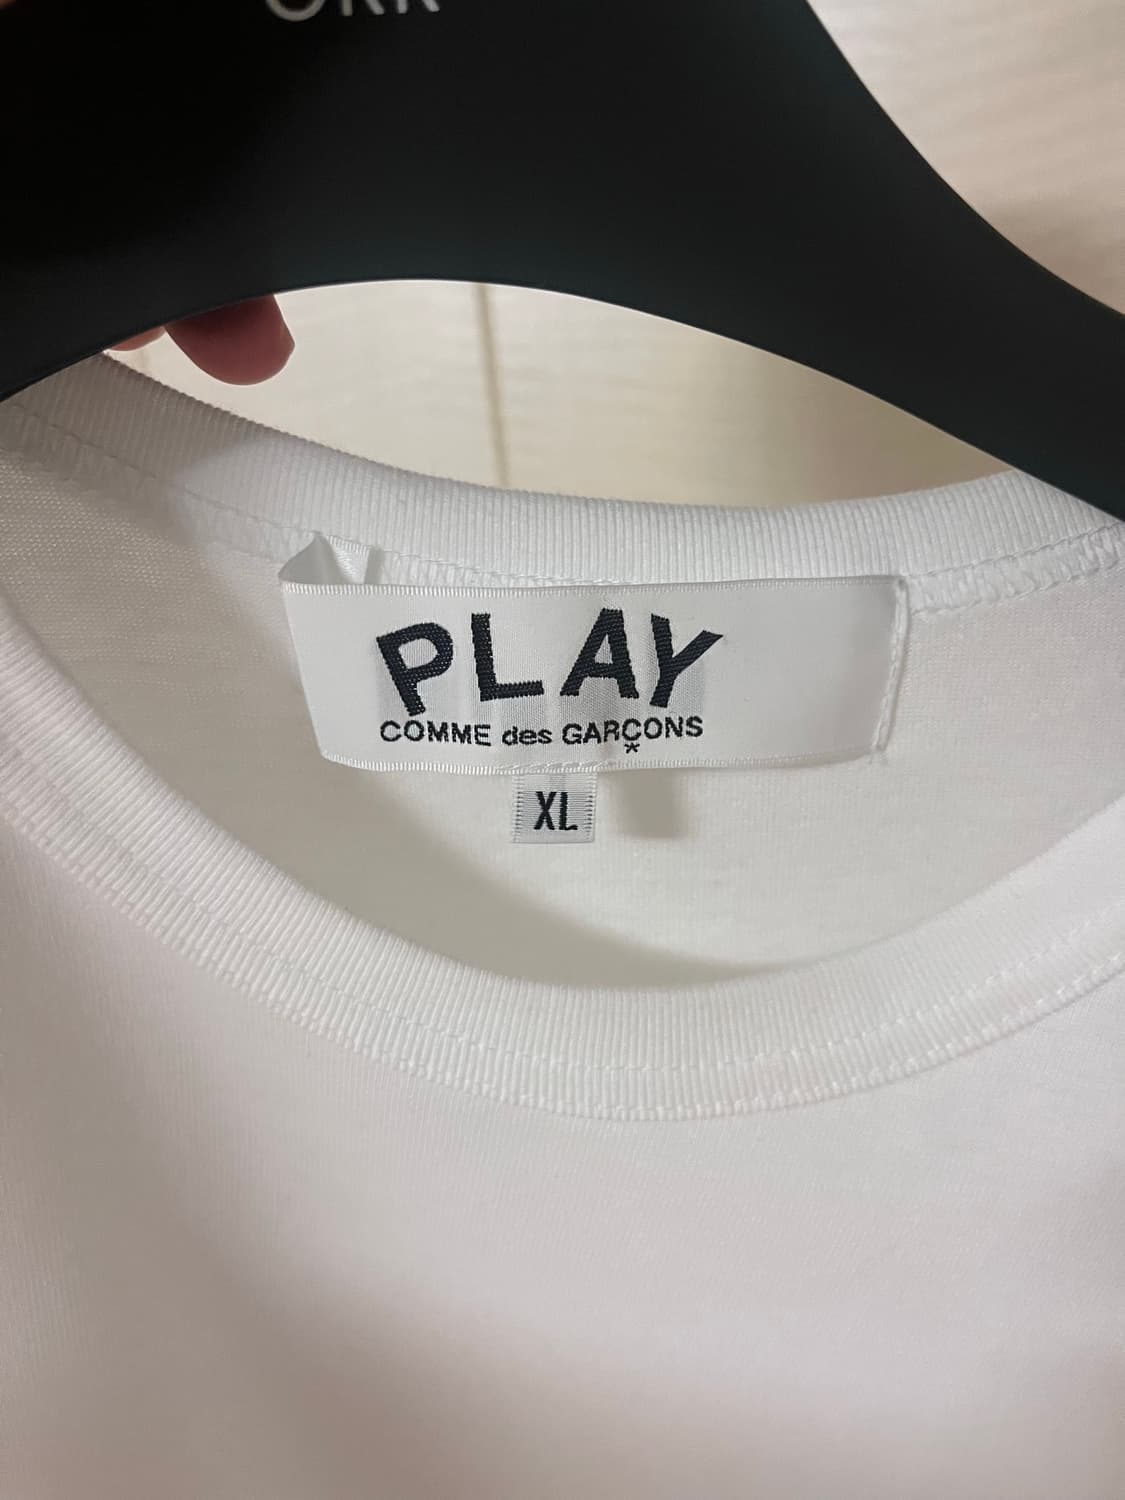 PLAY
COMME des GARÇONS
*
XL